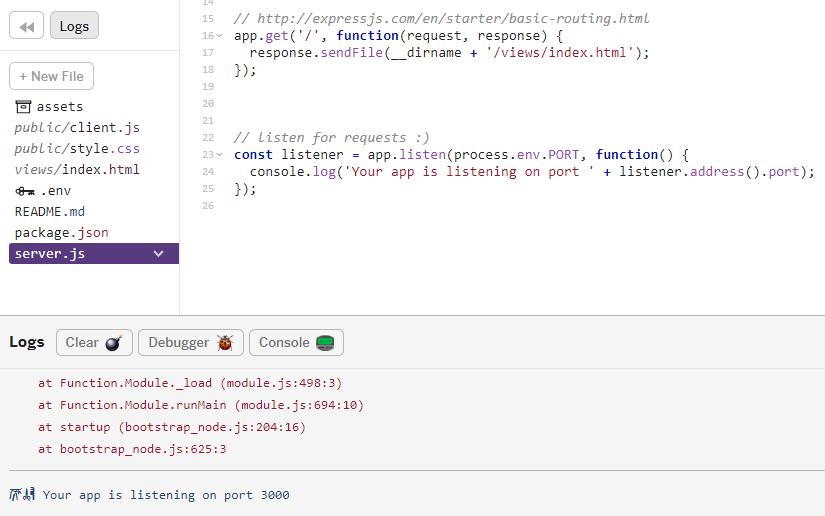 Logs
+ New File
assets
public/client.js
public/style.css
views/index.html
.env
README.md
package.json
server.js
14
15 // http://expressjs.com/en/starter/basic-routing.html
16 app.get('/', function(request, response) {
17   response.sendFile(__dirname + '/views/index.html');
18 });
19
20
21
22 // listen for requests :)
23 const listener = app.listen(process.env.PORT, function() {
24   console.log('Your app is listening on port ' + listener.address().port);
25 });
26
Logs Clear Debugger Console
at Function.Module._load (module.js:498:3)
at Function.Module.runMain (module.js:694:10)
at startup (bootstrap_node.js:204:16)
at bootstrap_node.js:625:3
Your app is listening on port 3000